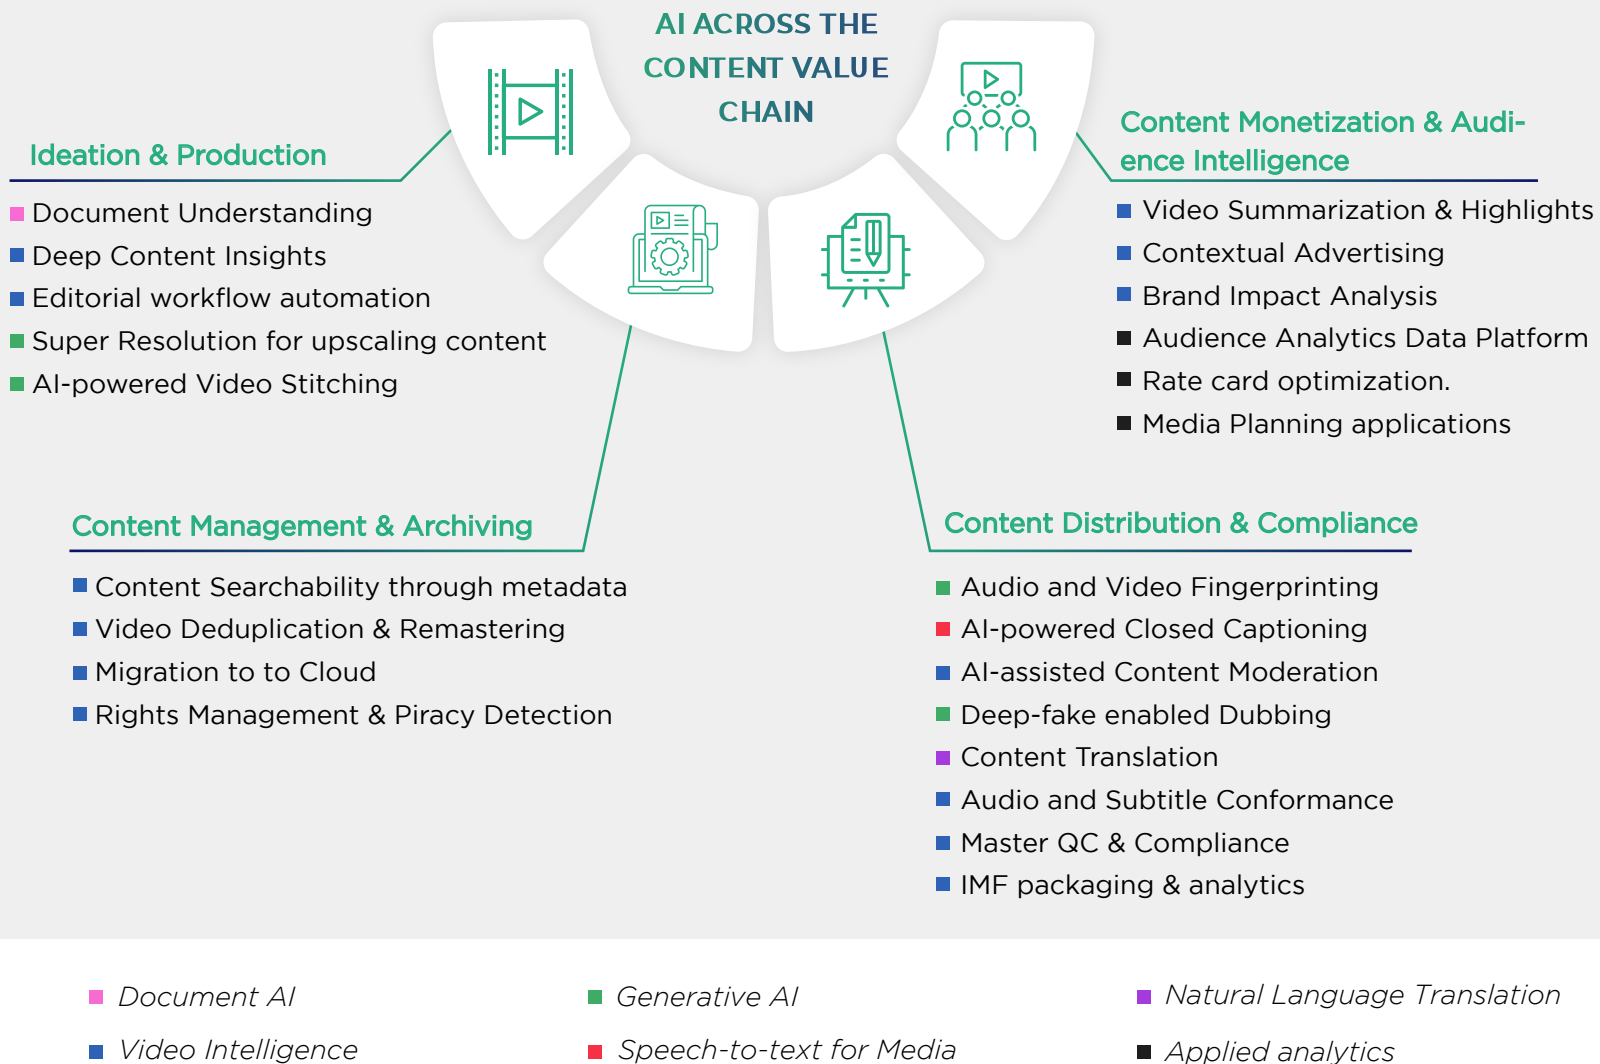 AI ACROSS THE
CONTENT VALUE
CHAIN
Ideation & Production
Document Understanding
Deep Content Insights
Editorial workflow automation
Super Resolution for upscaling content
AI-powered Video Stitching
Content Monetization & Audi-
ence Intelligence
Video Summarization & Highlights
Contextual Advertising
Brand Impact Analysis
Audience Analytics Data Platform
Rate card optimization.
Media Planning applications
Content Management & Archiving
Content Searchability through metadata
Video Deduplication & Remastering
Migration to to Cloud
Rights Management & Piracy Detection
Content Distribution & Compliance
Audio and Video Fingerprinting
AI-powered Closed Captioning
AI-assisted Content Moderation
Deep-fake enabled Dubbing
Content Translation
Audio and Subtitle Conformance
Master QC & Compliance
IMF packaging & analytics
Document AI
Generative AI
Natural Language Translation
Video Intelligence
Speech-to-text for Media
Applied analytics